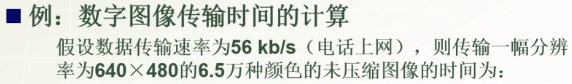 ■ 例：数字图像传输时间的计算
假设数据传输速率为56 kb/s（电话上网），则传输一幅分辨
率为640×480的6.5万种颜色的未压缩图像的时间为：